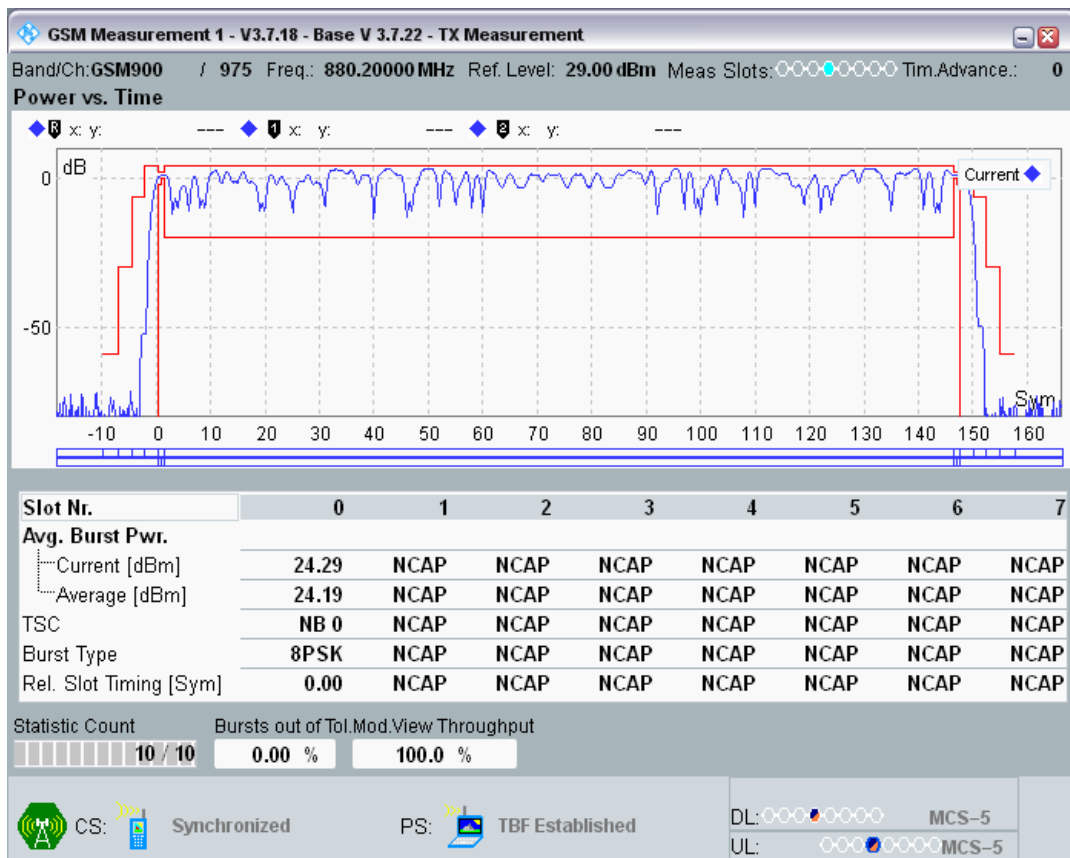 GSM Measurement 1 - V3.7.18 - Base V 3.7.22 - TX Measurement
Band/Ch:GSM900 / 975 Freq.: 880.20000 MHz Ref. Level: 29.00 dBm Meas Slots: Tim.Advance.: 0
Power vs. Time
R x: y: --- 1 x: y: --- 2 x: y: ---
dB
Current
0
-50
Sym
-10 0 10 20 30 40 50 60 70 80 90 100 110 120 130 140 150 160
Slot Nr. 0 1 2 3 4 5 6 7
Avg. Burst Pwr.
Current [dBm] 24.29 NCAP NCAP NCAP NCAP NCAP NCAP NCAP
Average [dBm] 24.19 NCAP NCAP NCAP NCAP NCAP NCAP NCAP
TSC NB 0 NCAP NCAP NCAP NCAP NCAP NCAP NCAP
Burst Type 8PSK NCAP NCAP NCAP NCAP NCAP NCAP NCAP
Rel. Slot Timing [Sym] 0.00 NCAP NCAP NCAP NCAP NCAP NCAP NCAP
Statistic Count Bursts out of Tol. Mod.View Throughput
10 / 10 0.00 % 100.0 %
CS: Synchronized PS: TBF Established DL: MCS-5
UL: MCS-5